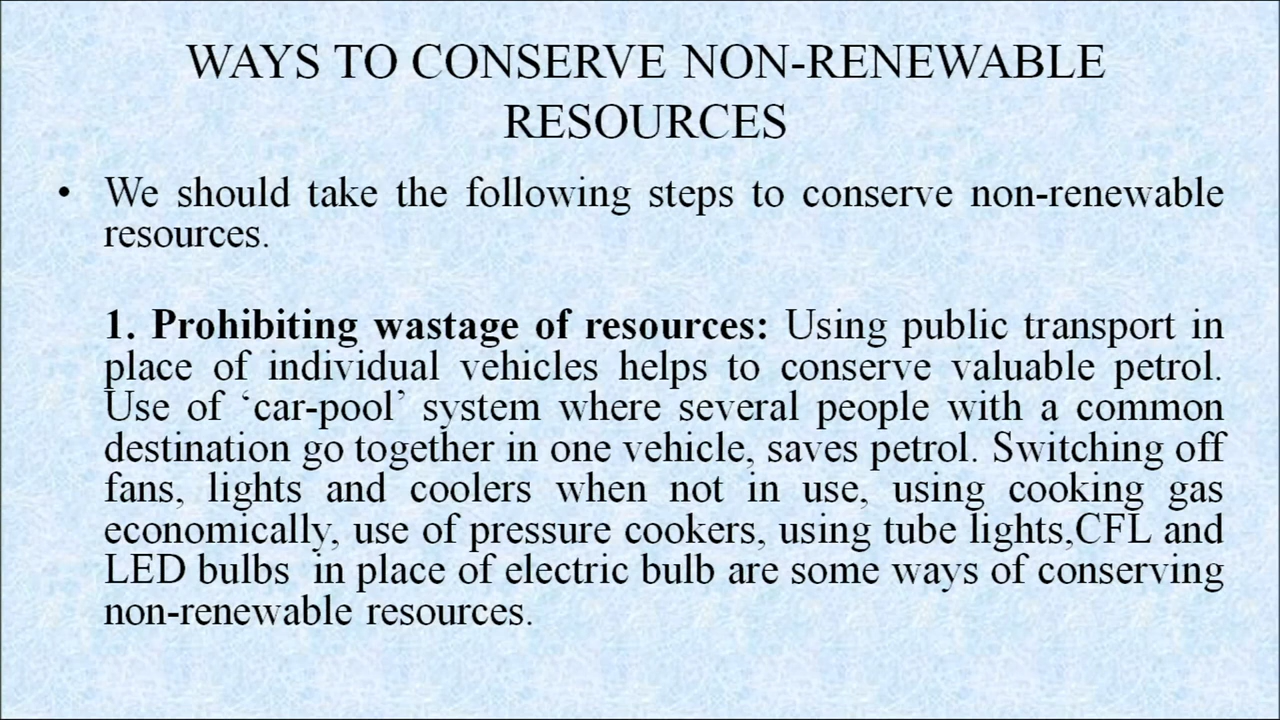 WAYS TO CONSERVE NON-RENEWABLE
RESOURCES
• We should take the following steps to conserve non-renewable
resources.
1. Prohibiting wastage of resources: Using public transport in
place of individual vehicles helps to conserve valuable petrol.
Use of ‘car-pool’ system where several people with a common
destination go together in one vehicle, saves petrol. Switching off
fans, lights and coolers when not in use, using cooking gas
economically, use of pressure cookers, using tube lights,CFL and
LED bulbs in place of electric bulb are some ways of conserving
non-renewable resources.